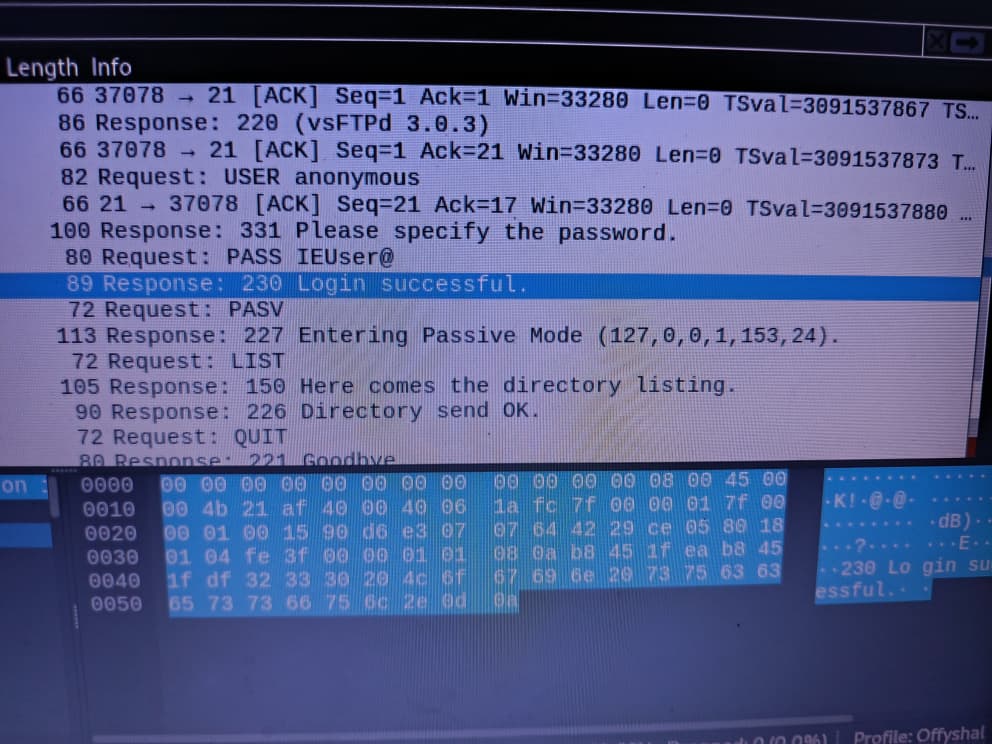 Length Info
66 37078 → 21 [ACK] Seq=1 Ack=1 Win=33280 Len=0 TSval=3091537867 TS…
86 Response: 220 (vsFTPd 3.0.3)
66 37078 → 21 [ACK] Seq=1 Ack=21 Win=33280 Len=0 TSval=3091537873 T…
82 Request: USER anonymous
66 21 → 37078 [ACK] Seq=21 Ack=17 Win=33280 Len=0 TSval=3091537880 …
100 Response: 331 Please specify the password.
80 Request: PASS IEUser@
89 Response: 230 Login successful.
72 Request: PASV
113 Response: 227 Entering Passive Mode (127,0,0,1,153,24).
72 Request: LIST
105 Response: 150 Here comes the directory listing.
90 Response: 226 Directory send OK.
72 Request: QUIT
80 Response: 221 Goodbye
on :
0000 00 00 00 00 00 00 00 00 00 00 00 00 08 00 45 00 ········ ······
0010 00 4b 21 af 40 00 40 06 1a fc 7f 00 00 01 7f 00 ·K!·@·@· ······
0020 00 01 00 15 90 d6 e3 07 07 64 42 29 ce 05 80 18 ········ ·dB)··
0030 01 04 fe 3f 00 00 01 01 08 0a b8 45 1f ea b8 45 ···?···· ···E··
0040 1f df 32 33 30 20 4c 6f 67 69 6e 20 73 75 63 63 ··230 Lo gin su
0050 65 73 73 66 75 6c 2e 0d 0a essful.· ·
0 (0.0%) Profile: Offyshal